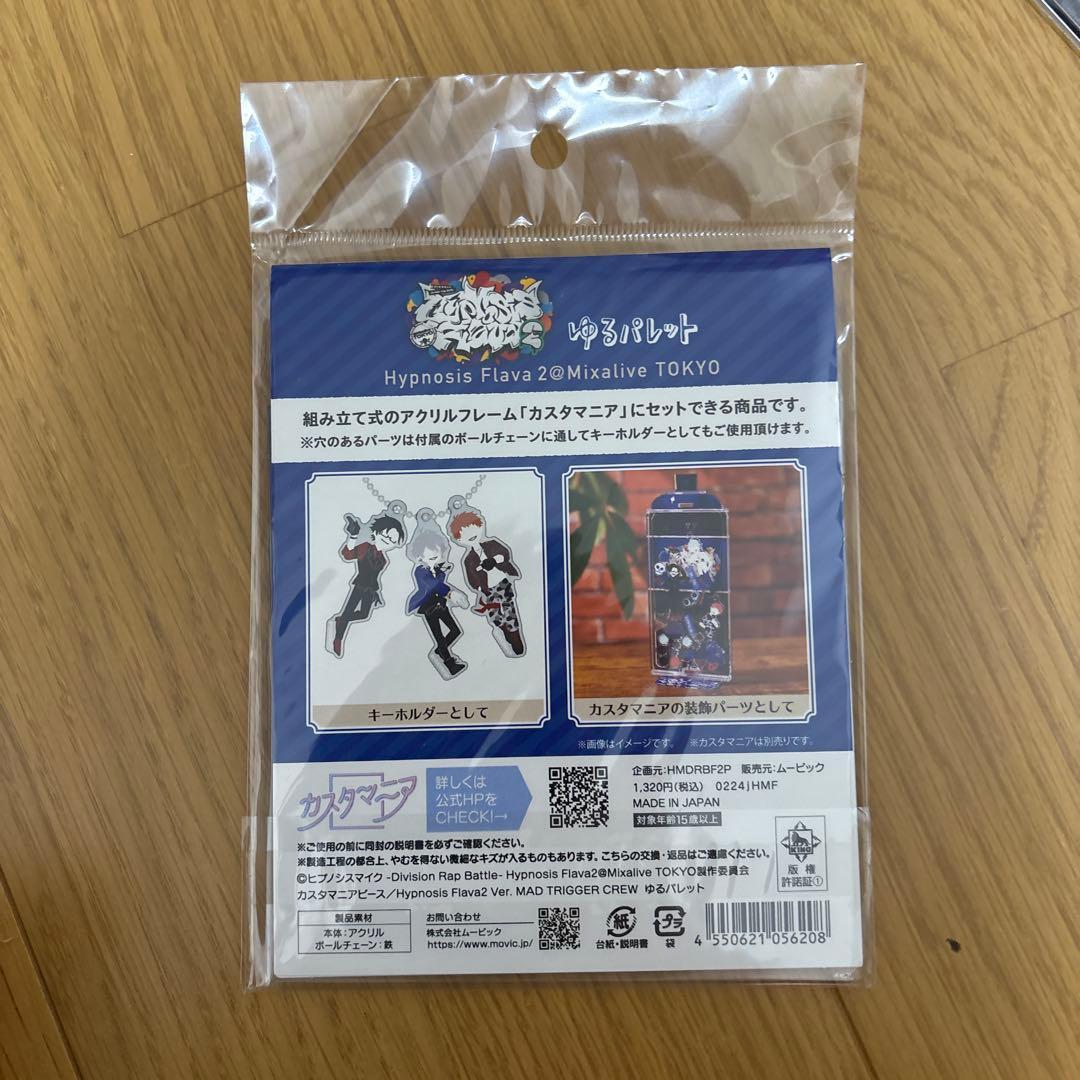 Hypnosis Flava 2
ゆるパレット
Hypnosis Flava 2@Mixalive TOKYO
組み立て式のアクリルフレーム「カスタマニア」にセットできる商品です。
※穴のあるパーツは付属のボールチェーンに通してキーホルダーとしてもご使用頂けます。
キーホルダーとして
カスタマニアの装飾パーツとして
※画像はイメージです。 ※カスタマニアは別売りです。
カスタマニア
詳しくは
公式HPを
CHECK!→
企画元:HMDRBF2P 販売元:ムービック
1,320円(税込) 0224JHMF
MADE IN JAPAN
対象年齢15歳以上
※ご使用の前に同封の説明書を必ずご確認ください。
※製造工程の都合上、やむを得ない微細なキズが入るものもあります。こちらの交換・返品はご遠慮ください。
©ヒプノシスマイク -Division Rap Battle- Hypnosis Flava2@Mixalive TOKYO製作委員会
カスタマニアピース/Hypnosis Flava2 Ver. MAD TRIGGER CREW ゆるパレット
KING
版権
許諾証①
製品素材
本体:アクリル
ボールチェーン:鉄
お問い合わせ
株式会社ムービック
https://www.movic.jp/
紙
台紙・説明書
プラ
袋
4 550621 056208